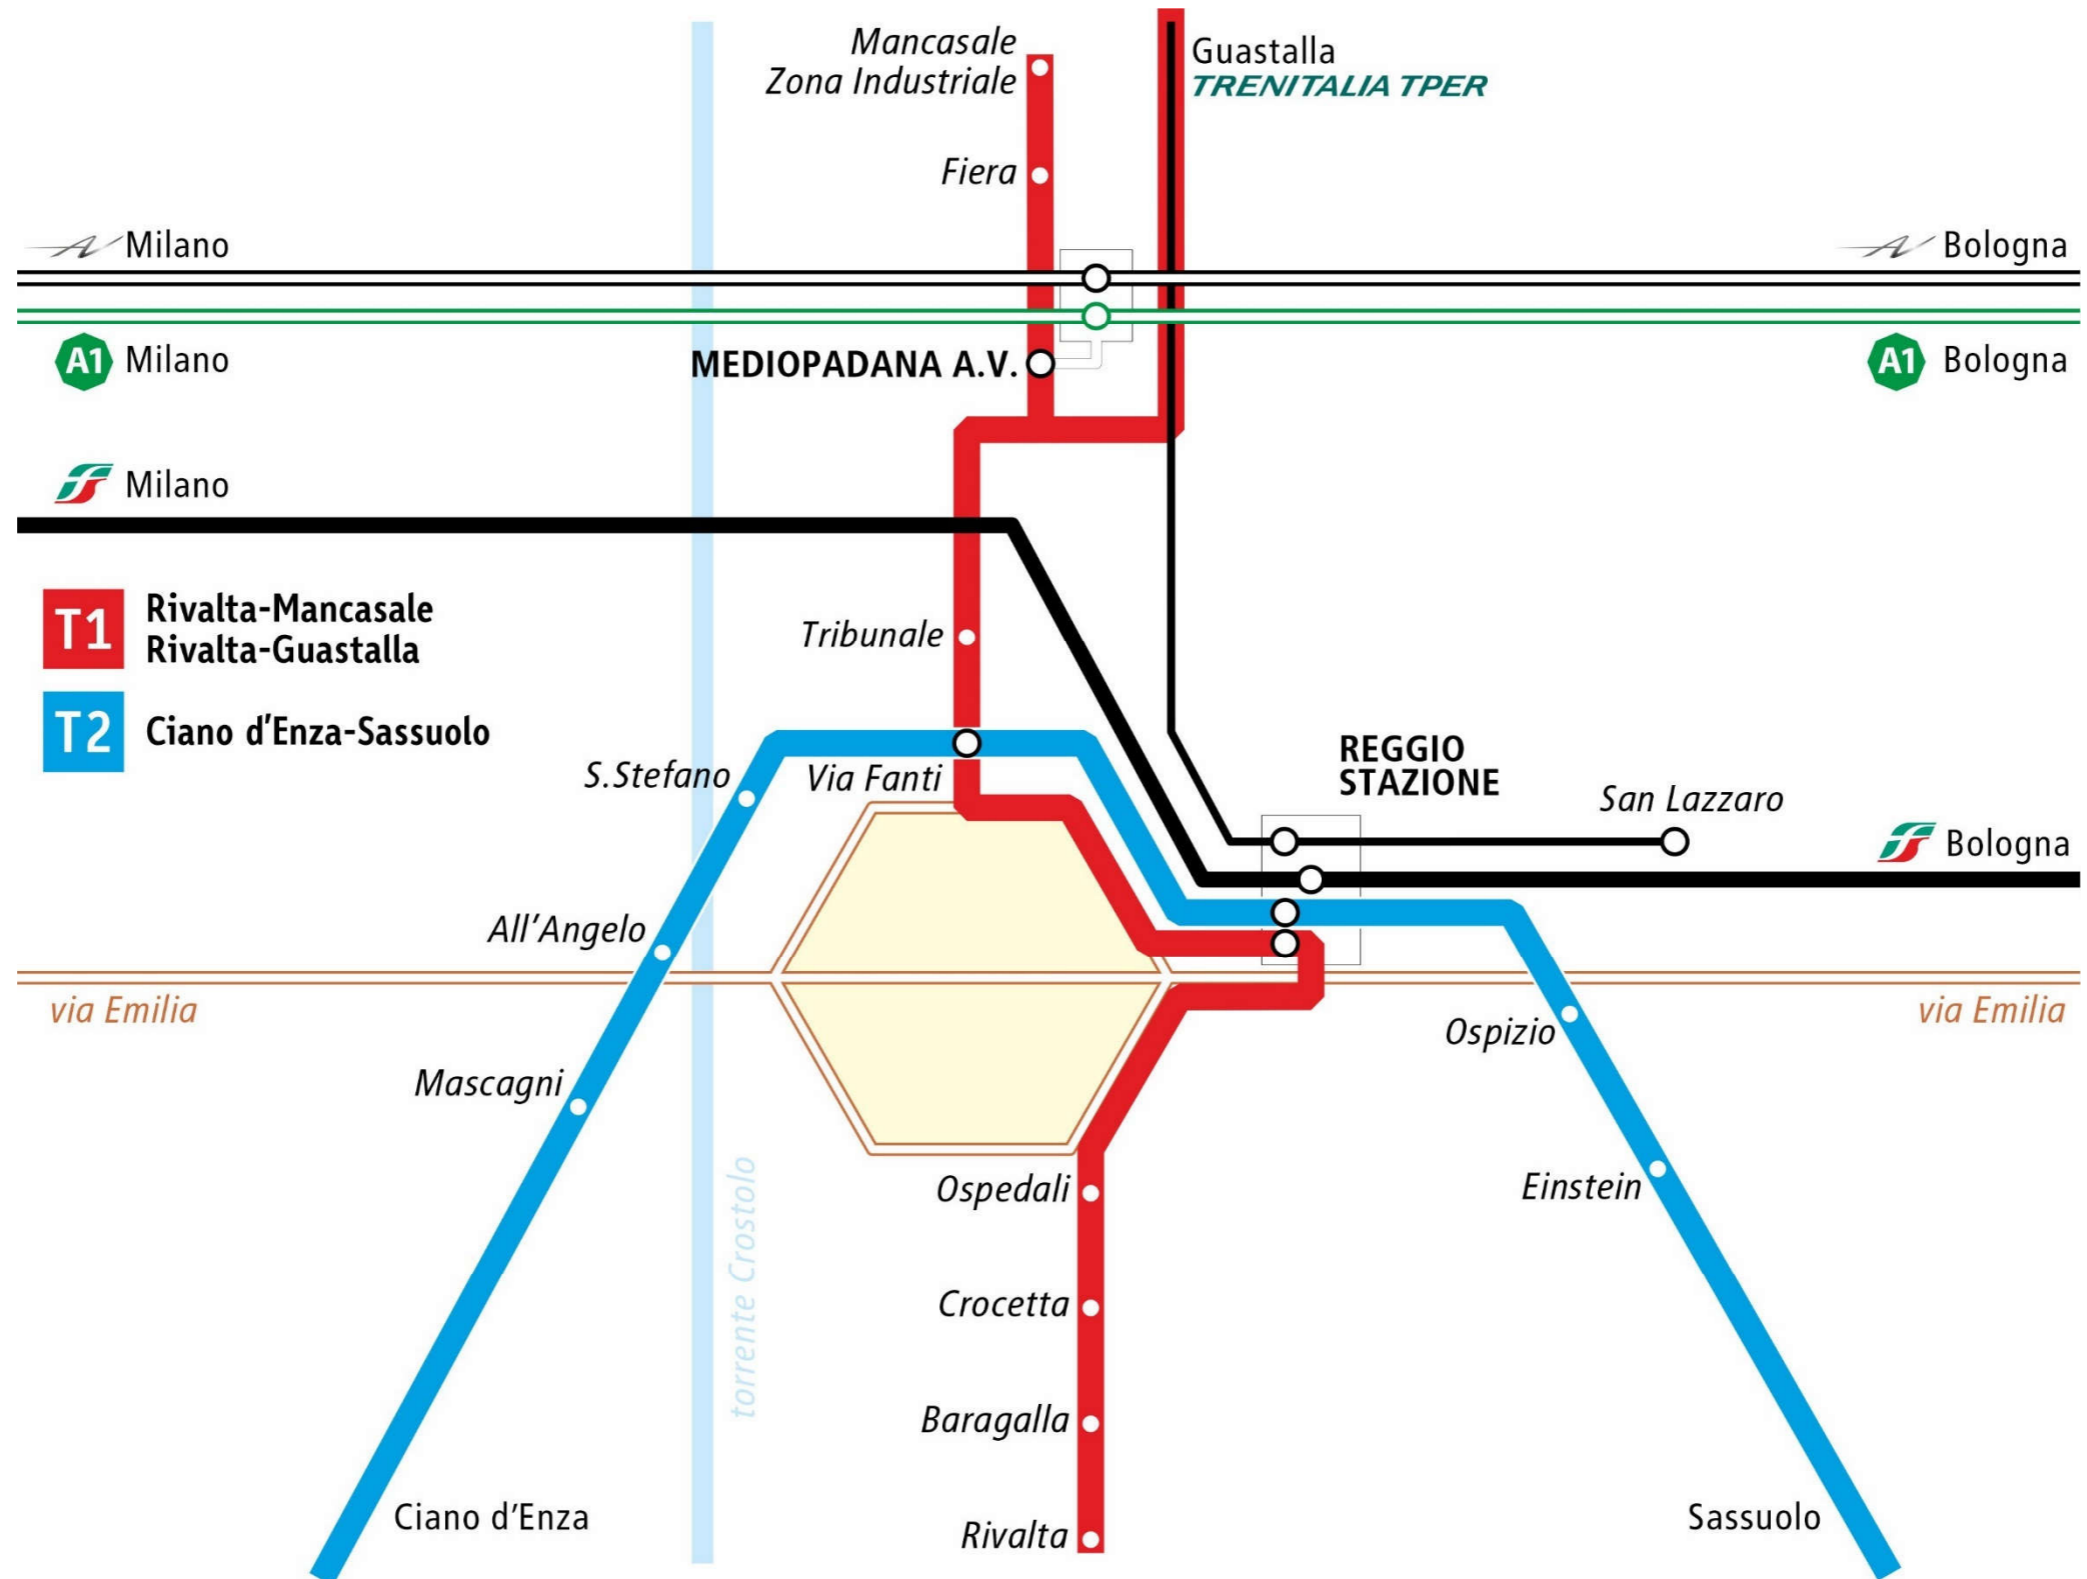 Mancasale
Zona Industriale
Guastalla
TRENITALIA TPER
Fiera
Milano
Bologna
A1 Milano
A1 Bologna
MEDIOPADANA A.V.
Milano
T1
Rivalta-Mancasale
Rivalta-Guastalla
Tribunale
T2
Ciano d'Enza-Sassuolo
S.Stefano
Via Fanti
REGGIO
STAZIONE
San Lazzaro
Bologna
All'Angelo
via Emilia
via Emilia
Ospizio
Mascagni
Ospedali
Einstein
torrente Crostolo
Crocetta
Baragalla
Ciano d'Enza
Rivalta
Sassuolo